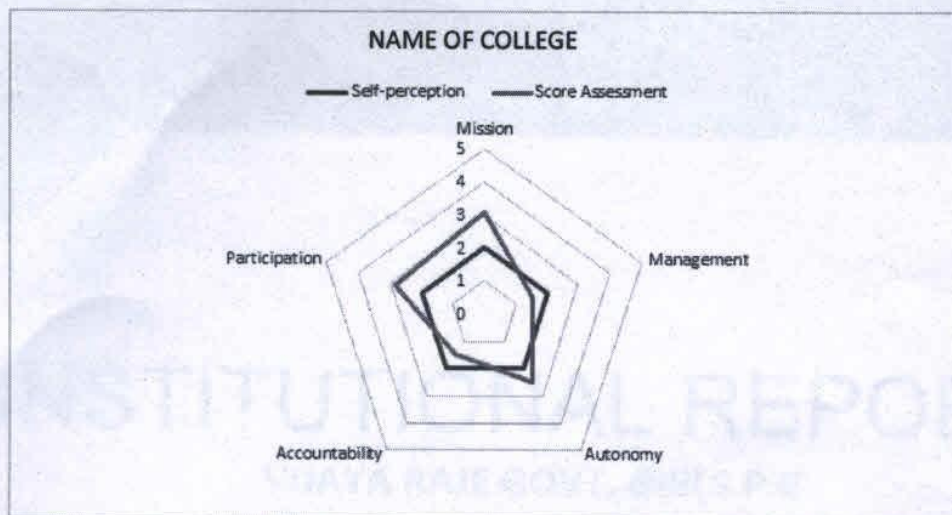 NAME OF COLLEGE
Self-perception Score Assessment
Mission
5
4
3
2
1
0
Participation
Management
Accountability
Autonomy
INSTITUTIONAL REPO